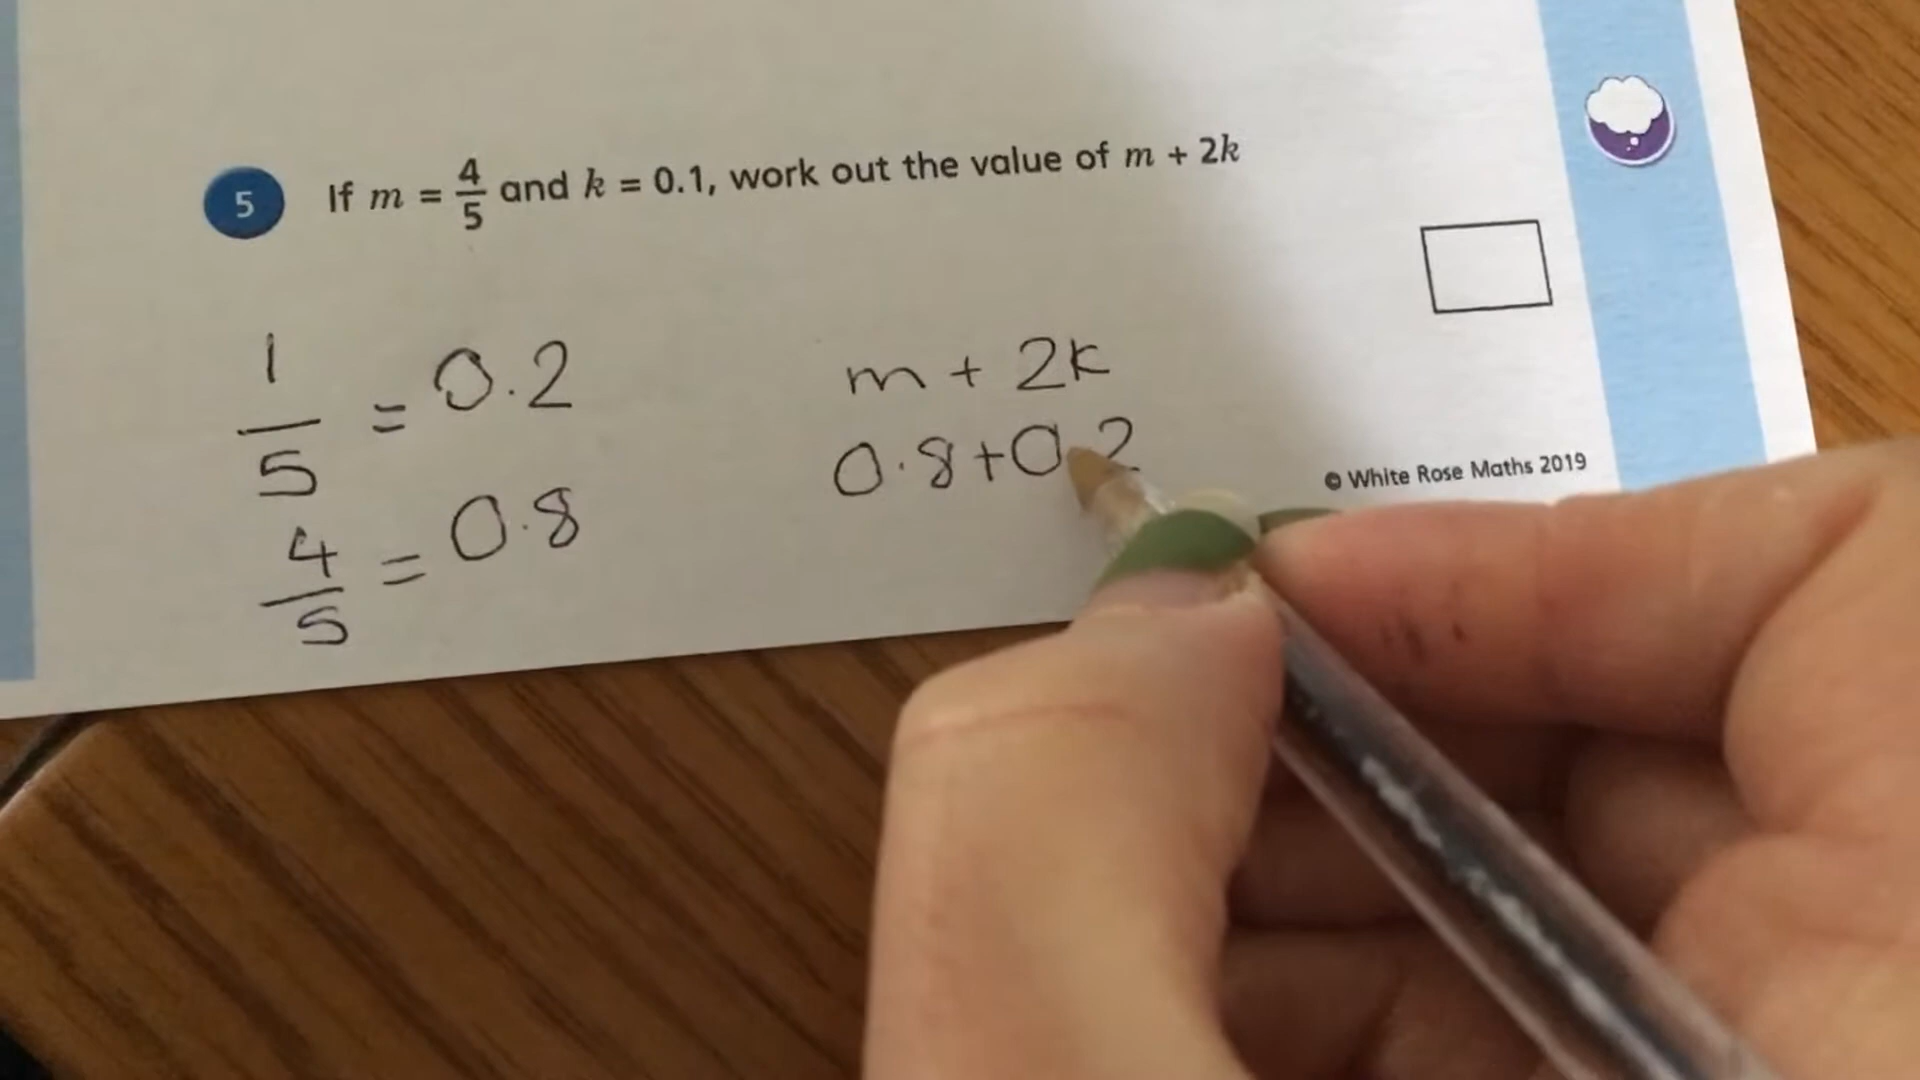 5 If m = 4/5 and k = 0.1, work out the value of m + 2k
1/5 = 0.2
4/5 = 0.8
m + 2k
0.8+0.2
© White Rose Maths 2019